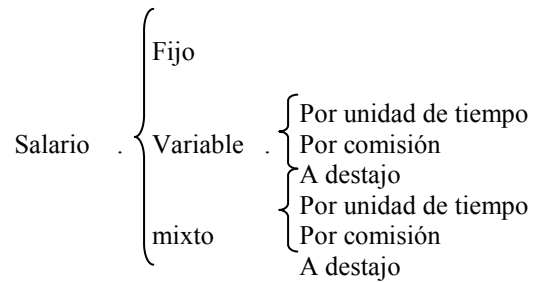 Fijo
Por unidad de tiempo
Salario . Variable . Por comisión
A destajo
Por unidad de tiempo
mixto Por comisión
A destajo